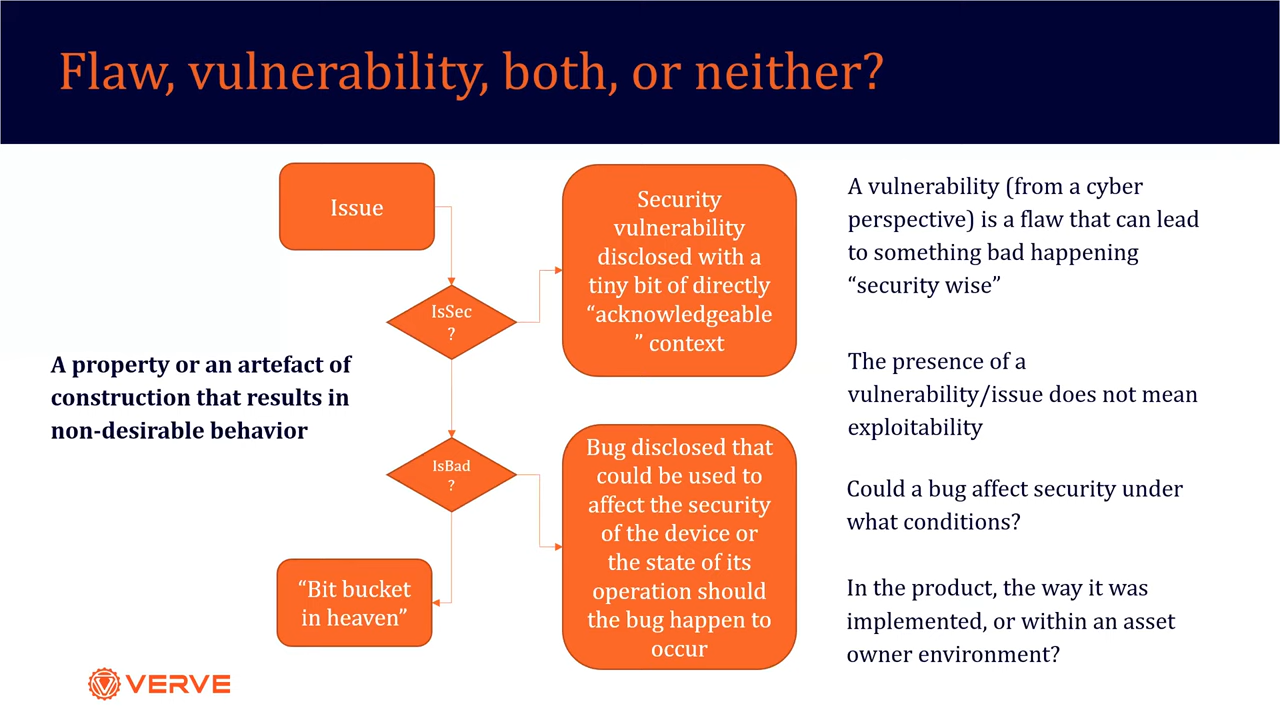 Flaw, vulnerability, both, or neither?
A property or an artefact of
construction that results in
non-desirable behavior
Issue
IsSec
?
IsBad
?
“Bit bucket
in heaven”
Security
vulnerability
disclosed with a
tiny bit of directly
“acknowledgeable
” context
Bug disclosed that
could be used to
affect the security
of the device or
the state of its
operation should
the bug happen to
occur
A vulnerability (from a cyber
perspective) is a flaw that can lead
to something bad happening
“security wise”
The presence of a
vulnerability/issue does not mean
exploitability
Could a bug affect security under
what conditions?
In the product, the way it was
implemented, or within an asset
owner environment?
VERVE